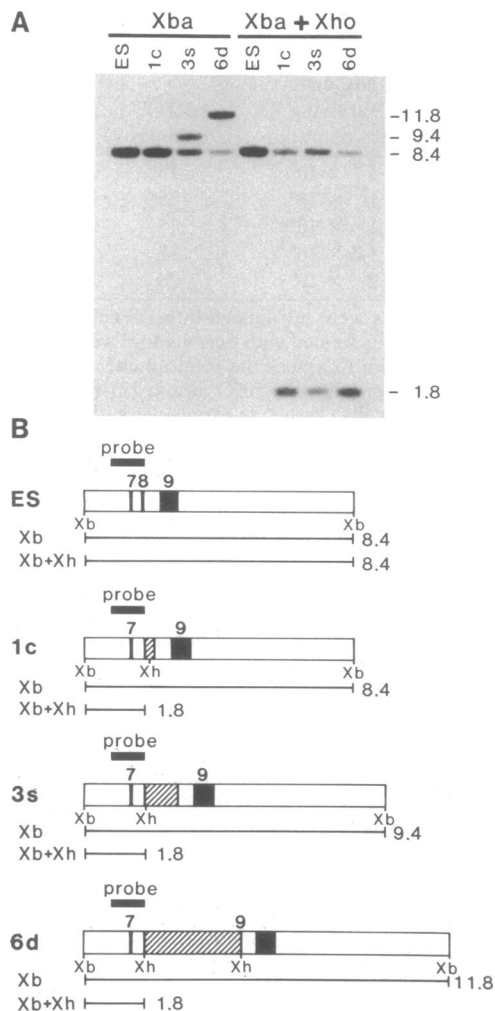 A
Xba Xba + Xho
ES 1c 3s 6d ES 1c 3s 6d
-11.8
- 9.4
- 8.4
- 1.8
B
probe
78 9
ES
Xb Xb
Xb 8.4
Xb+Xh 8.4
probe
7 9
1c
Xb Xh Xb
Xb 8.4
Xb+Xh 1.8
probe
7 9
3s
Xb Xh Xb
Xb 9.4
Xb+Xh 1.8
probe
7 9
6d
Xb Xh Xh Xb
Xb 11.8
Xb+Xh 1.8